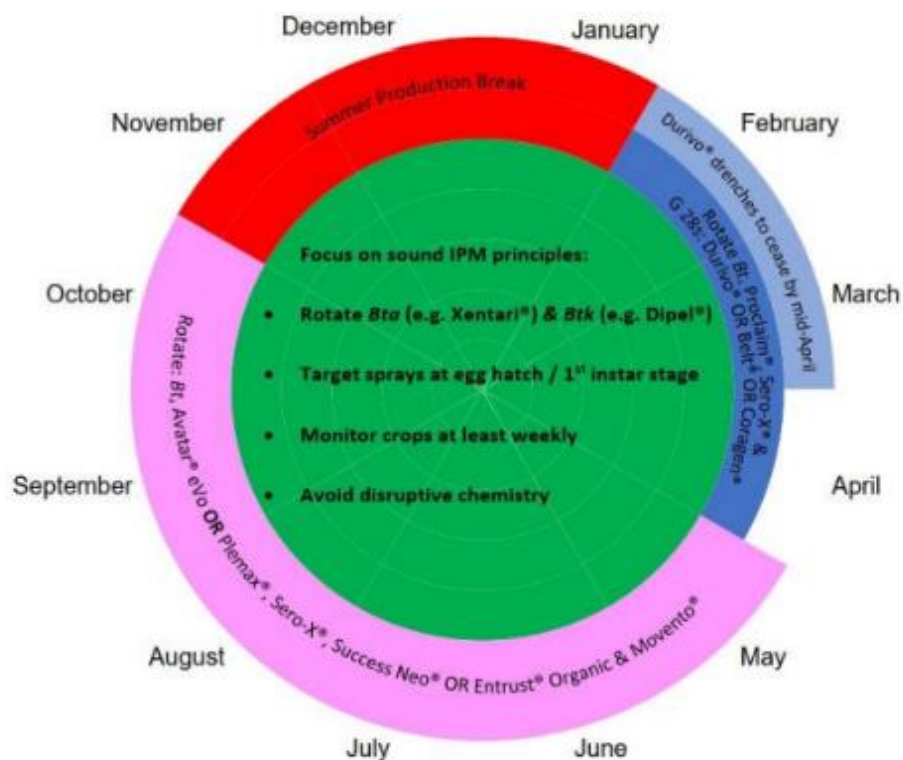 December
January
November
February
October
March
September
April
August
May
July
June
Summer Production Break
Durivo® drenches to cease by mid-April
Rotate Bt, Proclaim® Sero-X® &
G 28s: Durivo® OR Belt® OR Coragen®
Rotate: Bt, Avatar® eVo OR Plemax®, Sero-X®, Success Neo® OR Entrust® Organic & Movento®
Focus on sound IPM principles:
• Rotate Bta (e.g. Xentari®) & Btk (e.g. Dipel®)
• Target sprays at egg hatch / 1st instar stage
• Monitor crops at least weekly
• Avoid disruptive chemistry